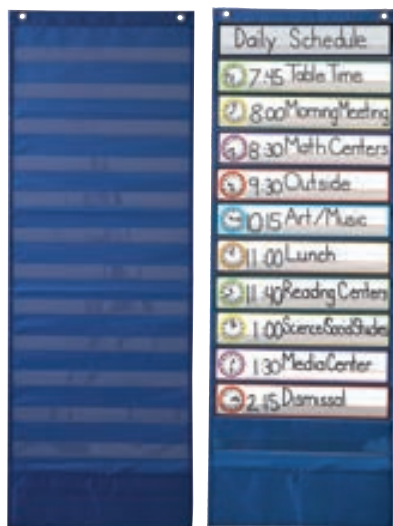 Daily Schedule
7:45 Table Time
8:00 Morning Meeting
8:30 Math Centers
9:30 Outside
10:15 Art/Music
11:00 Lunch
11:40 Reading Centers
1:00 Science Social Studies
1:30 Media Center
2:15 Dismissal